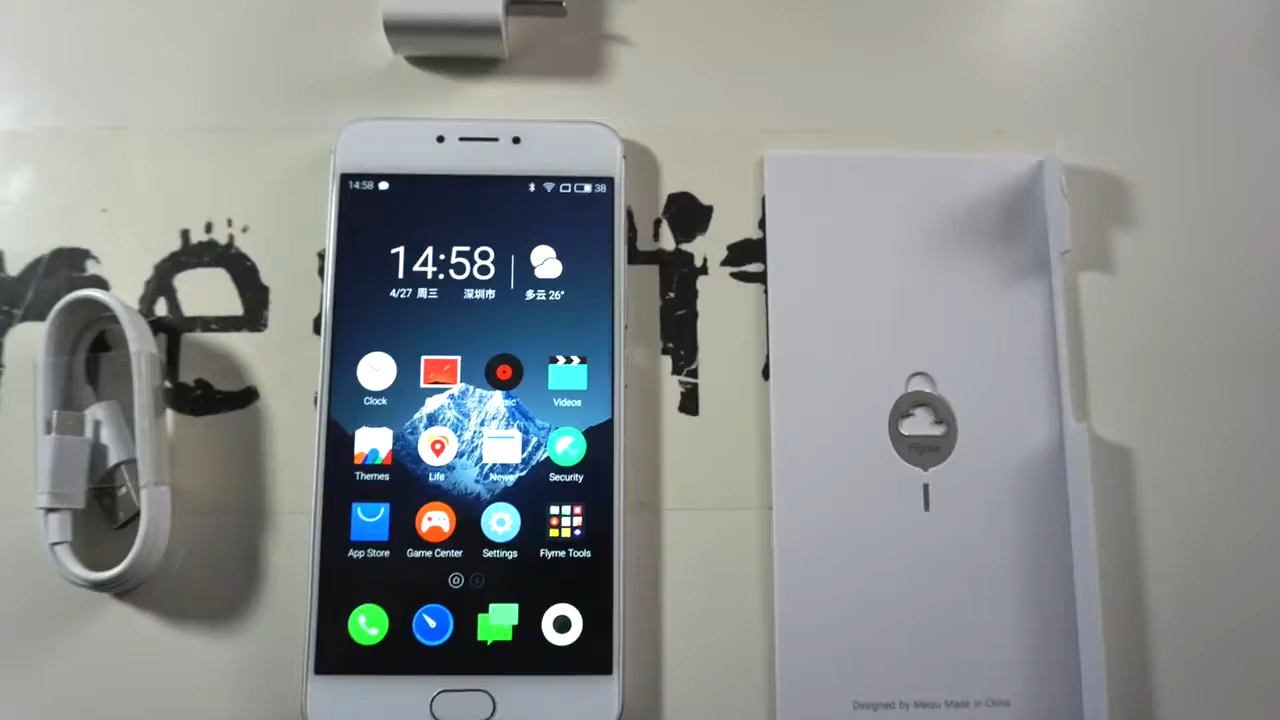 14:58
38
14:58
4/27 周三 深圳市
多云 26°
Clock
Videos
Themes
Life
News
Security
App Store
Game Center
Settings
Flyme Tools
Flyme
Designed by Meizu Made in China